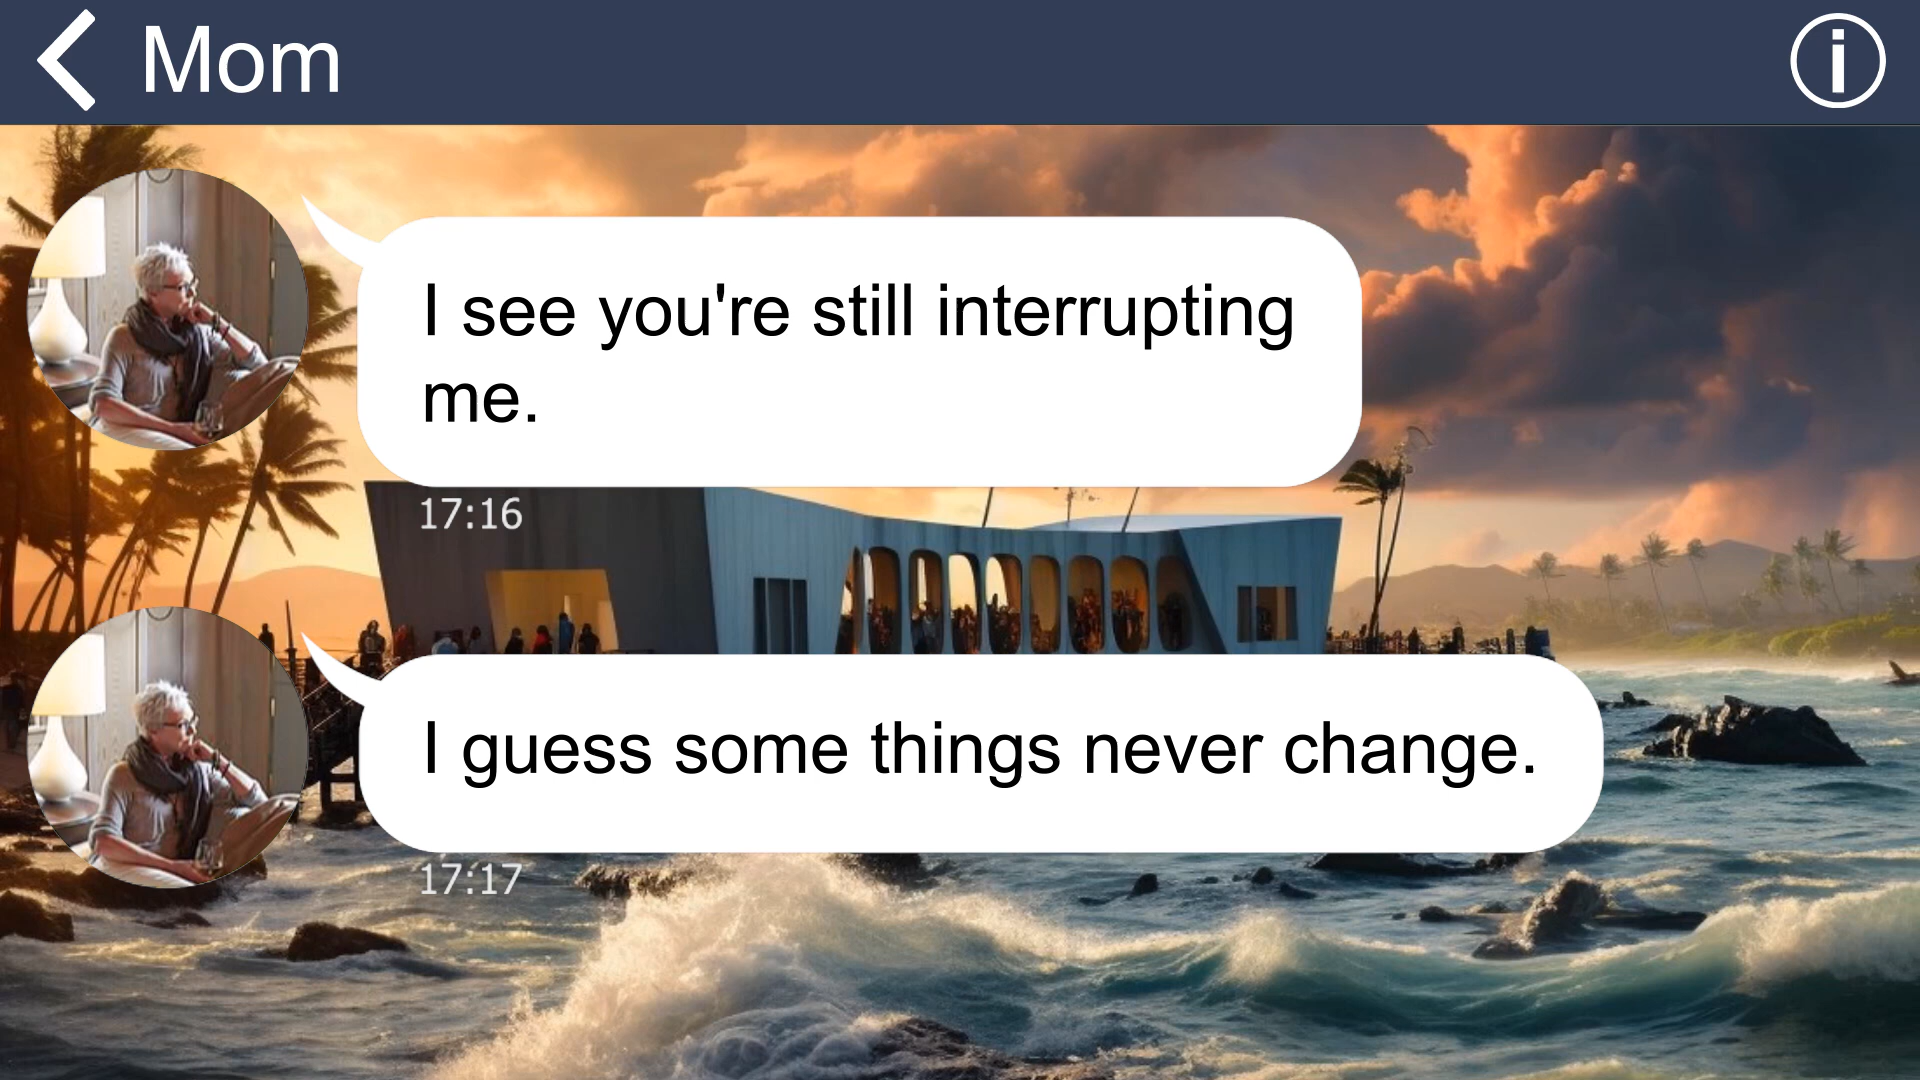 Mom
I see you're still interrupting
me.
17:16
I guess some things never change.
17:17